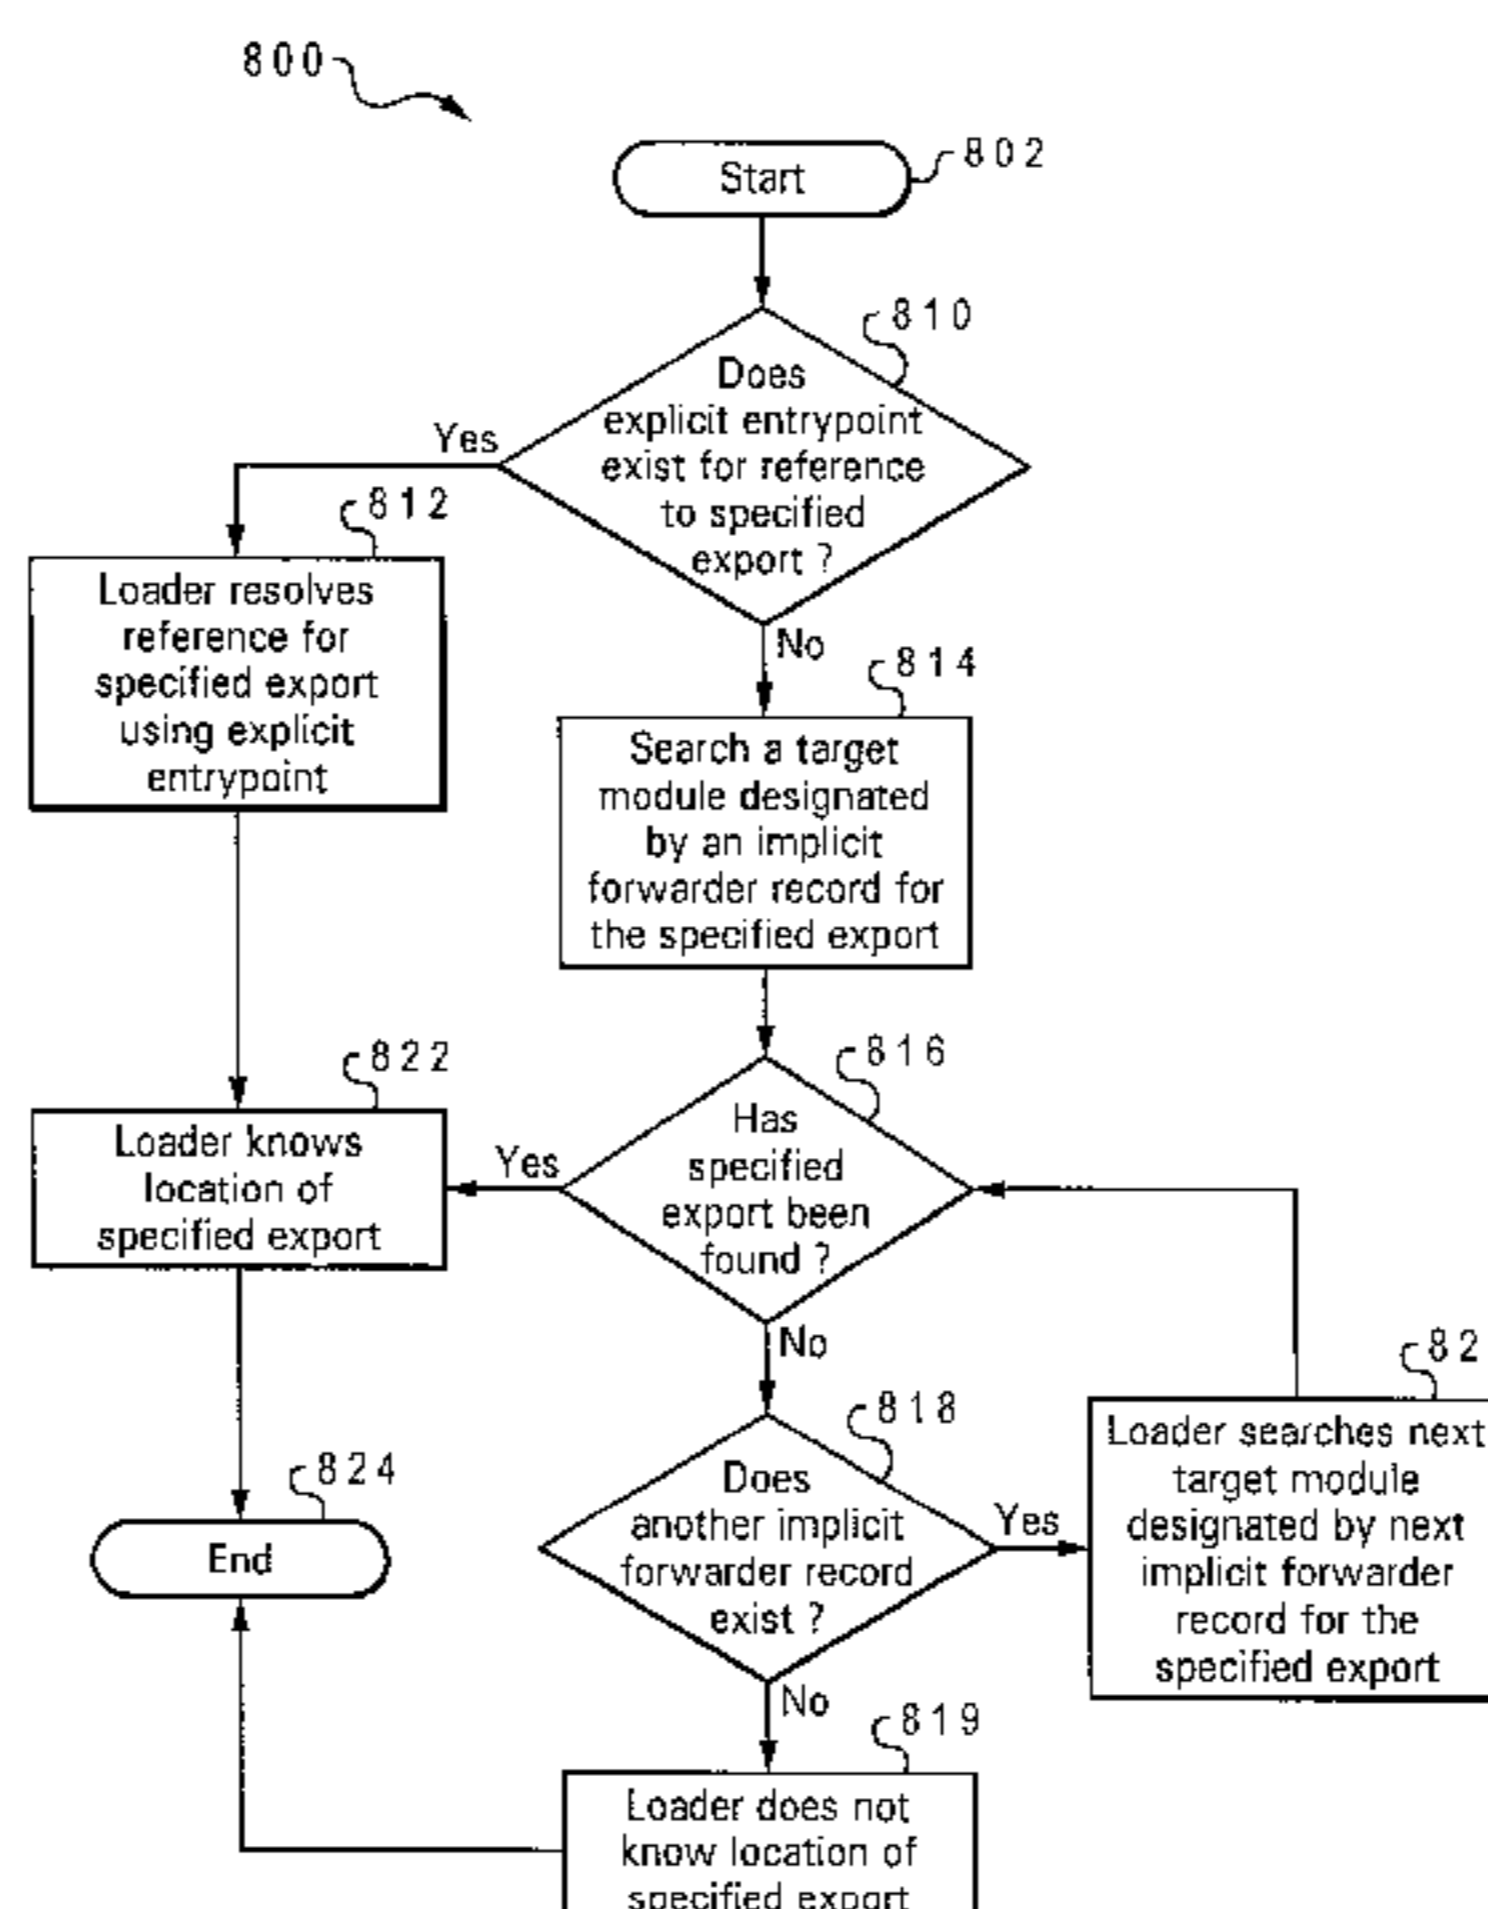 800
Start
802
810
Does
explicit entrypoint
exist for reference
to specified
export ?
Yes
No
812
Loader resolves
reference for
specified export
using explicit
entrypoint
814
Search a target
module designated
by an implicit
forwarder record for
the specified export
816
Has
specified
export been
found ?
Yes
No
822
Loader knows
location of
specified export
818
Does
another implicit
forwarder record
exist ?
Yes
No
82
Loader searches next
target module
designated by next
implicit forwarder
record for the
specified export
824
End
819
Loader does not
know location of
specified export